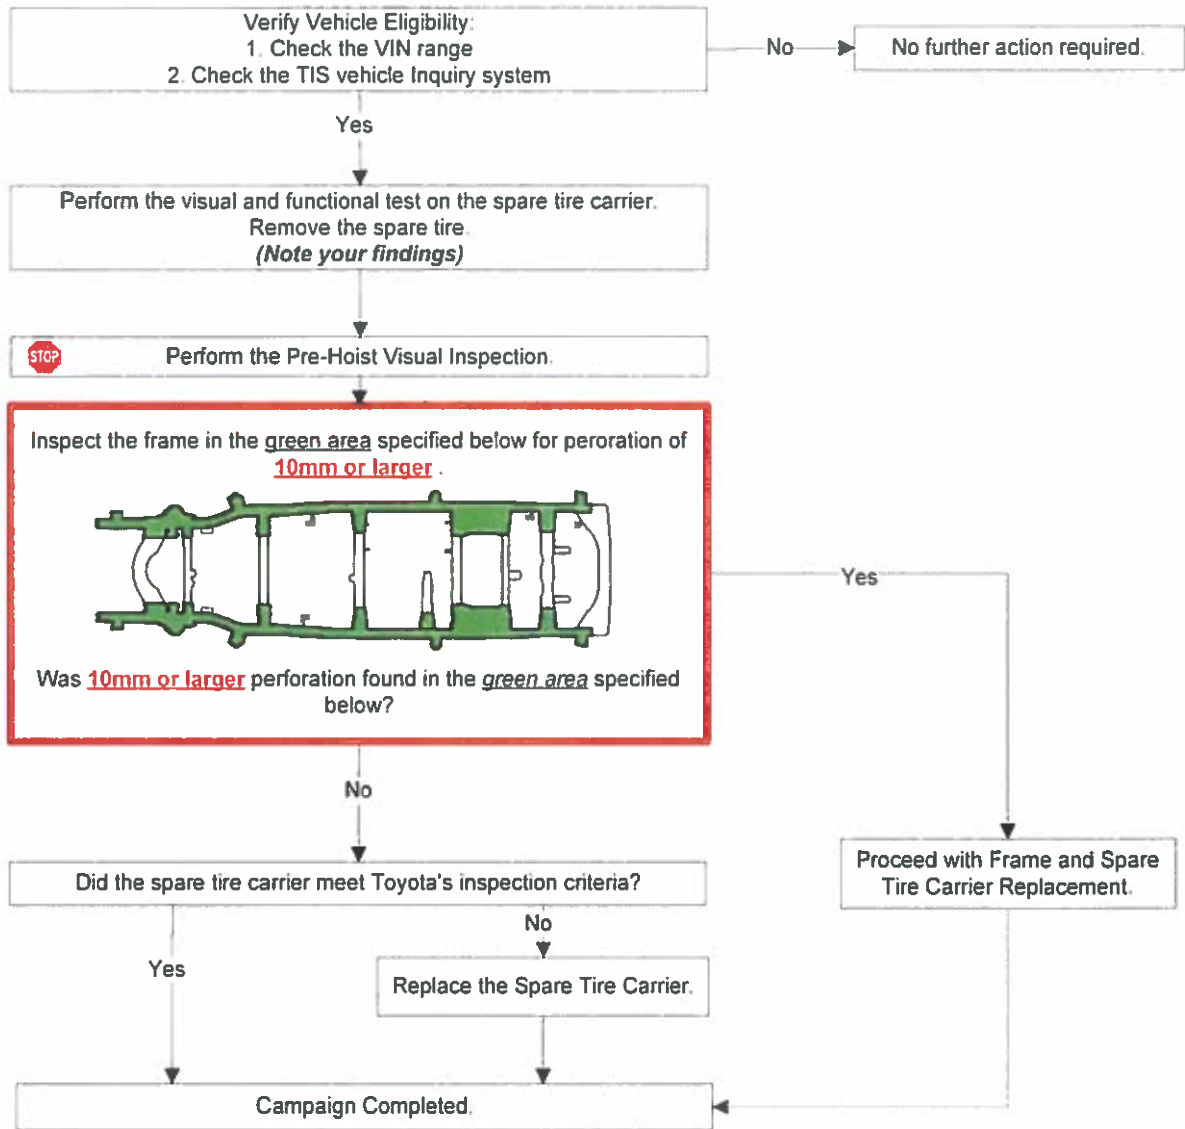 Verify Vehicle Eligibility:
1. Check the VIN range
2. Check the TIS vehicle Inquiry system
No
No further action required.
Yes
Perform the visual and functional test on the spare tire carrier.
Remove the spare tire.
(Note your findings)
STOP
Perform the Pre-Hoist Visual Inspection.
Inspect the frame in the green area specified below for peroration of
10mm or larger .
Was 10mm or larger perforation found in the green area specified
below?
Yes
No
Proceed with Frame and Spare
Tire Carrier Replacement.
Did the spare tire carrier meet Toyota's inspection criteria?
No
Yes
Replace the Spare Tire Carrier.
Campaign Completed.